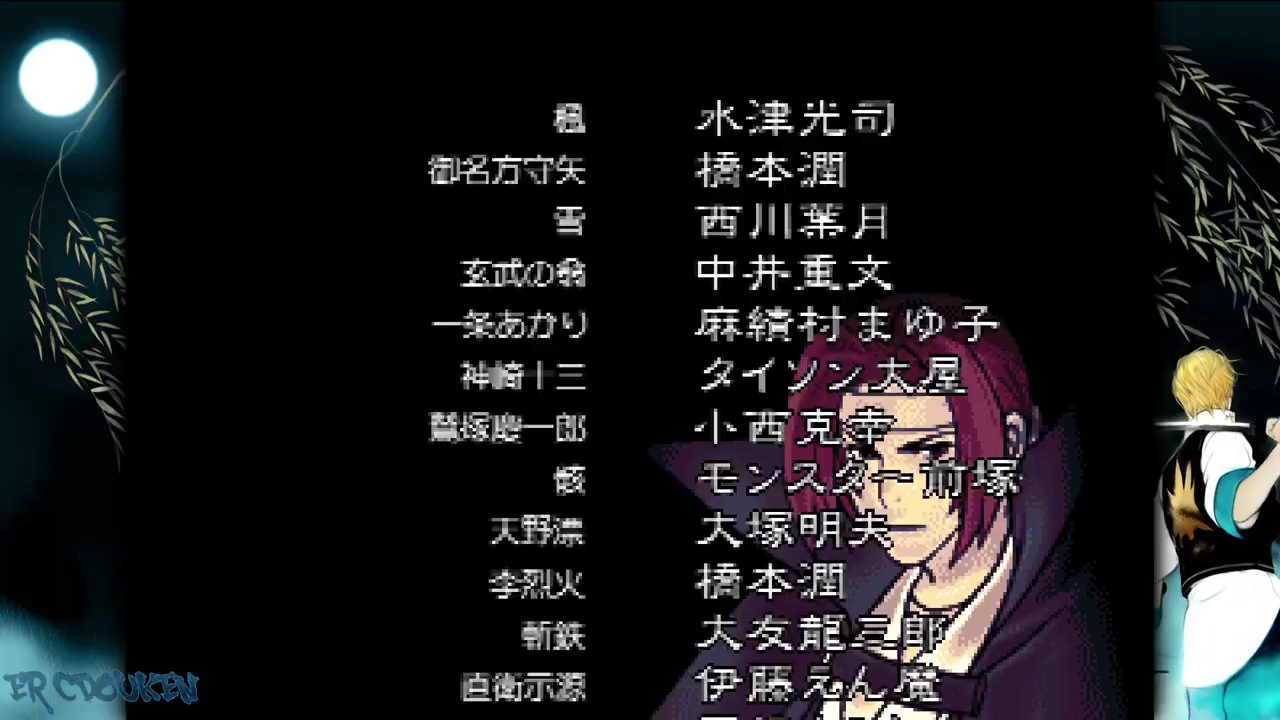 楓 水津光司
御名方守矢 橋本潤
雪 西川葉月
玄武の翁 中井重文
一条あかり 麻績村まゆ子
神崎十三 タイソン大屋
鷲塚慶一郎 小西克幸
骸 モンスター前塚
天野漂 大塚明夫
李烈火 橋本潤
斬鉄 大友龍三郎
直衛示源 伊藤えん魔
ER CDOUKEN